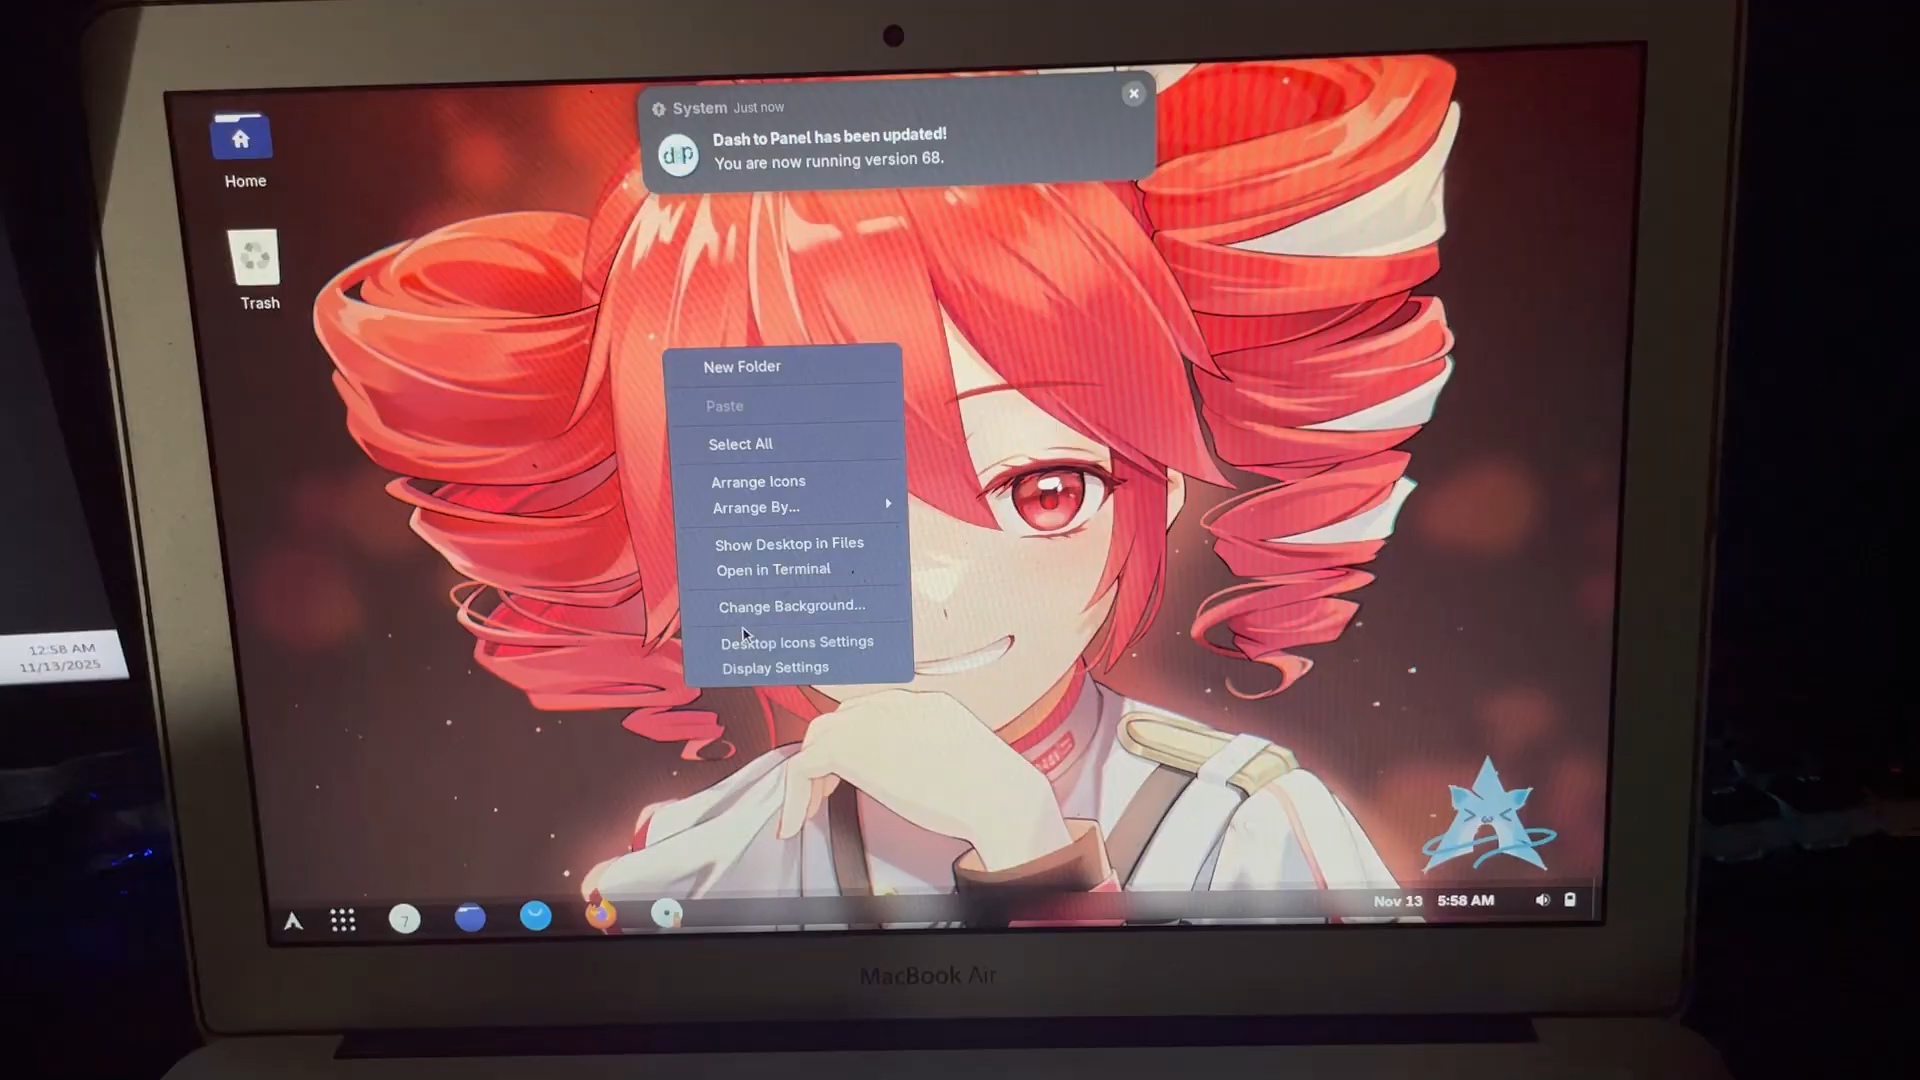 System Just now
Dash to Panel has been updated!
You are now running version 68.
dp
Home
Trash
New Folder
Paste
Select All
Arrange Icons
Arrange By...
Show Desktop in Files
Open in Terminal
Change Background...
Desktop Icons Settings
Display Settings
12:58 AM
11/13/2025
7
Nov 13 5:58 AM
MacBook Air